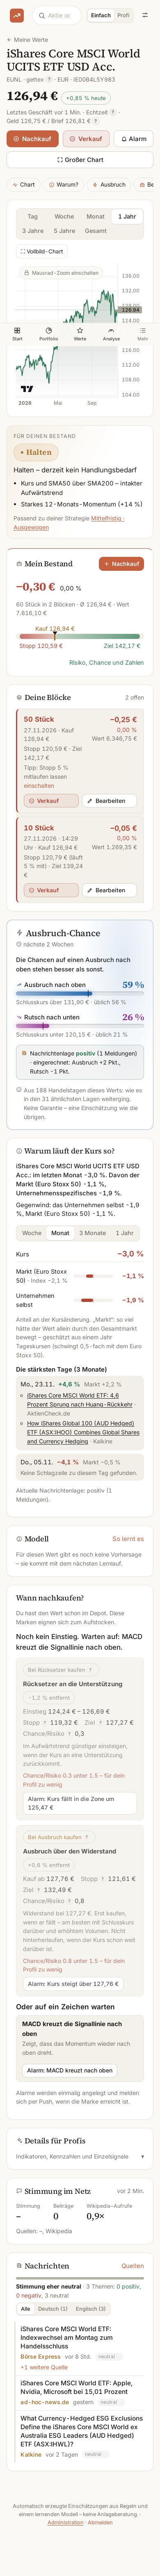 Aktie oder
Einfach Profi
← Meine Werte
iShares Core MSCI World
UCITS ETF USD Acc.
EUNL · gettex ? · EUR · IE00B4L5Y983
126,94 € +0,85 % heute
Letztes Geschäft vor 1 Min. · Echtzeit ? ·
Geld 126,75 € / Brief 126,81 € ?
Nachkauf
Verkauf
Alarm
Großer Chart
Chart
Warum?
Ausbruch
Tag Woche Monat 1 Jahr
3 Jahre 5 Jahre Gesamt
Vollbild-Chart
Mausrad-Zoom einschalten
136.00
132.00
128.00
126.94
124.00
Start Portfolio Werte Analyse Mehr
116.00
112.00
108.00
104.00
2026 Mai Sep
FÜR DEINEN BESTAND
• Halten
Halten – derzeit kein Handlungsbedarf
• Kurs und SMA50 über SMA200 – intakter Aufwärtstrend
• Starkes 12-Monats-Momentum (+14 %)
Passend zu deiner Strategie Mittelfristig ·
Ausgewogen
Mein Bestand
+ Nachkauf
−0,30 € 0,00 %
60 Stück in 2 Blöcken · Ø 126,94 € · Wert
7.616,10 €
Kauf 126,94 €
Stopp 120,59 € Ziel 142,17 €
Risiko, Chance und Zahlen
Deine Blöcke 2 offen
50 Stück −0,25 €
27.11.2026 · Kauf 0,00 %
126,94 € Wert 6.346,75 €
Stopp 120,59 € · Ziel
142,17 €
Tipp: Stopp 5 %
mitlaufen lassen
einschalten
Verkauf
Bearbeiten
10 Stück −0,05 €
27.11.2026 · 14:29 0,00 %
Uhr · Kauf 126,94 € Wert 1.269,35 €
Stopp 120,79 € (läuft
5 % mit) · Ziel 139,24
€
Verkauf
Bearbeiten
Ausbruch-Chance
nächste 2 Wochen
Die Chancen auf einen Ausbruch nach
oben stehen besser als sonst.
Ausbruch nach oben 59 %
Schlusskurs über 131,90 € · üblich 56 %
Rutsch nach unten 26 %
Schlusskurs unter 120,15 € · üblich 21 %
Nachrichtenlage positiv (1 Meldungen)
· eingerechnet: Ausbruch +2 Pkt.,
Rutsch −1 Pkt.
Aus 188 Handelstagen dieses Werts: wie es
in den 31 ähnlichsten Lagen weiterging.
Keine Garantie – eine Einschätzung wie die
übrigen.
Warum läuft der Kurs so?
iShares Core MSCI World UCITS ETF USD
Acc.: im letzten Monat −3,0 %. Davon der
Markt (Euro Stoxx 50) −1,1 %,
Unternehmensspezifisches −1,9 %.
Gegenwind: das Unternehmen selbst −1,9
%, Markt (Euro Stoxx 50) −1,1 %.
Woche Monat 3 Monate 1 Jahr
Kurs −3,0 %
Markt (Euro Stoxx −1,1 %
50) · Index −2,1 %
Unternehmen −1,9 %
selbst
Anteil an der Kursänderung. „Markt“: so viel
hätte der Wert allein durch den Gesamtmarkt
bewegt – geschätzt aus einem Jahr
Tageskursen (schwingt 0,5-fach mit dem Euro
Stoxx 50).
Die stärksten Tage (3 Monate)
Mo., 23.11. +4,6 % Markt +2,2 %
iShares Core MSCI World ETF: 4,6
Prozent Sprung nach Huang-Rückkehr ·
AktienCheck.de
How iShares Global 100 (AUD Hedged)
ETF (ASX:IHOO) Combines Global Shares
and Currency Hedging · Kalkine
Do., 05.11. −4,1 % Markt −0,5 %
Keine Schlagzeile zu diesem Tag gefunden.
Aktuelle Nachrichtenlage: positiv (1
Meldungen).
Modell So lernt es
Für diesen Wert gibt es noch keine Vorhersage
– sie kommt mit dem nächsten Lernlauf.
Wann nachkaufen?
Du hast den Wert schon im Depot. Diese
Marken eignen sich zum Aufstocken.
Noch kein Einstieg. Warten auf: MACD
kreuzt die Signallinie nach oben.
Bei Rücksetzer kaufen ?
Rücksetzer an die Unterstützung
−1,2 % entfernt
Einstieg 124,24 € – 126,69 €
Stopp ? 119,32 € Ziel ? 127,27 €
Chance/Risiko ? 0,3
Im Aufwärtstrend günstiger einsteigen,
wenn der Kurs an eine Unterstützung
zurückkommt.
Chance/Risiko 0.3 unter 1.5 – für dein
Profil zu wenig
Alarm: Kurs fällt in die Zone um
125,47 €
Bei Ausbruch kaufen ?
Ausbruch über den Widerstand
+0,6 % entfernt
Kauf ab 127,76 € Stopp ? 121,61 €
Ziel ? 132,49 €
Chance/Risiko ? 0,8
Widerstand bei 127,27 €. Erst kaufen,
wenn er fällt – am besten mit Schlusskurs
darüber und erhöhtem Volumen. Nicht
hinterherlaufen, wenn der Kurs schon weit
darüber ist.
Chance/Risiko 0.8 unter 1.5 – für dein
Profil zu wenig
Alarm: Kurs steigt über 127,76 €
Oder auf ein Zeichen warten
MACD kreuzt die Signallinie nach
oben
Zeigt, dass das Momentum wieder nach
oben dreht.
Alarm: MACD kreuzt nach oben
Alarme werden einmalig angelegt und melden
sich per Push, wenn die Marke erreicht ist.
Details für Profis
Indikatoren, Kennzahlen und Einzelsignale ▾
Stimmung im Netz vor 2 Min.
Stimmung Beiträge Wikipedia-Aufrufe
– 0 0,9×
Quellen: –, Wikipedia
Nachrichten Quellen
Stimmung eher neutral · 3 Themen: 0 positiv,
0 negativ, 3 neutral
Alle Deutsch (1) Englisch (3)
iShares Core MSCI World ETF:
Indexwechsel am Montag zum
Handelsschluss
Börse Express vor 8 Std. neutral
+1 weitere Quelle
iShares Core MSCI World ETF: Apple,
Nvidia, Microsoft bei 15,01 Prozent
ad-hoc-news.de gestern neutral
What Currency-Hedged ESG Exclusions
Define the iShares Core MSCI World ex
Australia ESG Leaders (AUD Hedged)
ETF (ASX:IHWL)?
Kalkine vor 2 Tagen neutral
Automatisch erzeugte Einschätzungen aus Regeln und
einem lernenden Modell – keine Anlageberatung.
Administration · Abmelden